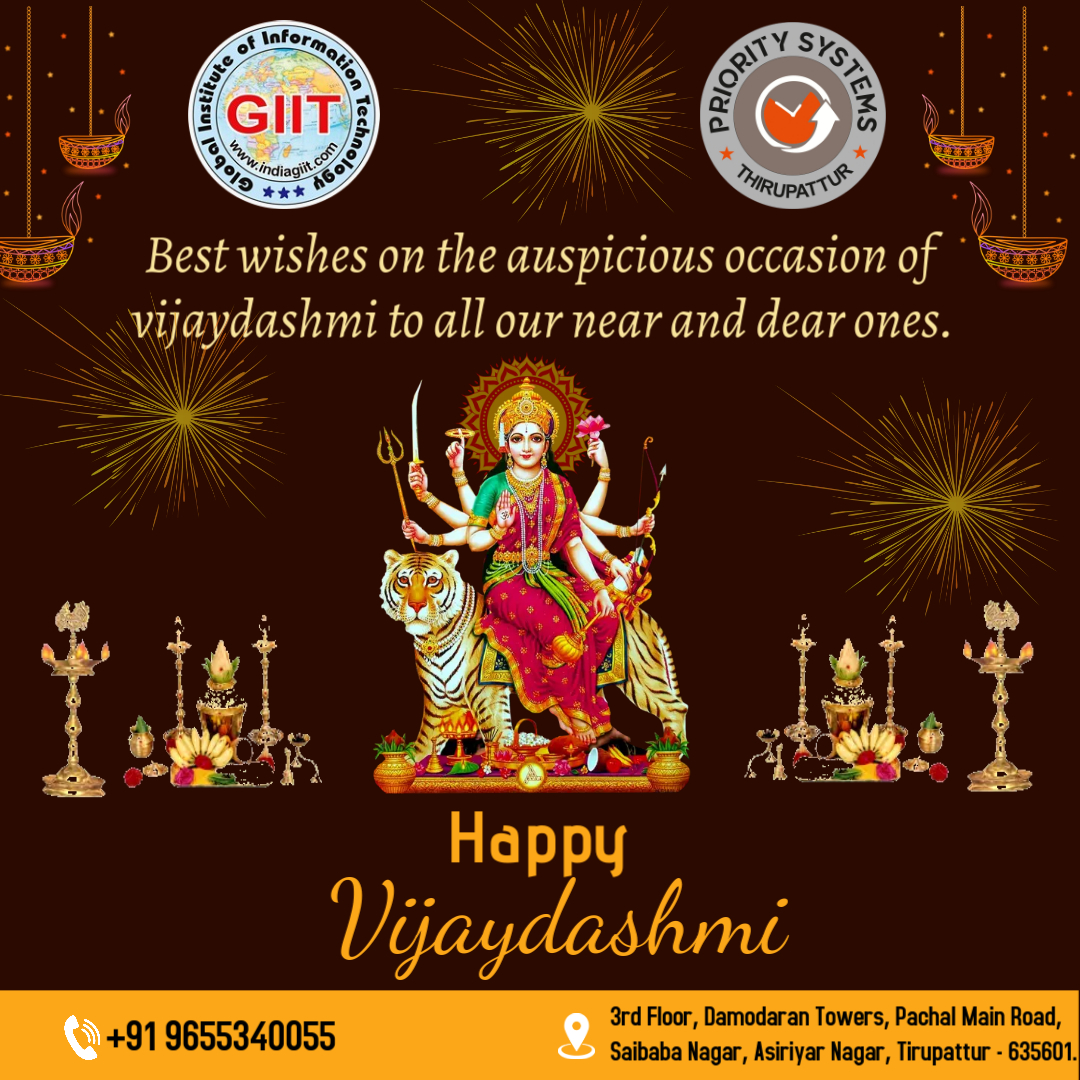 Global Institute of Information Technology
GIIT
www.indiagiit.com
PRIORITY SYSTEMS
THIRUPATTUR
Best wishes on the auspicious occasion of
vijaydashmi to all our near and dear ones.
ॐ
Happy
Vijaydashmi
+91 9655340055
3rd Floor, Damodaran Towers, Pachal Main Road,
Saibaba Nagar, Asiriyar Nagar, Tirupattur - 635601.